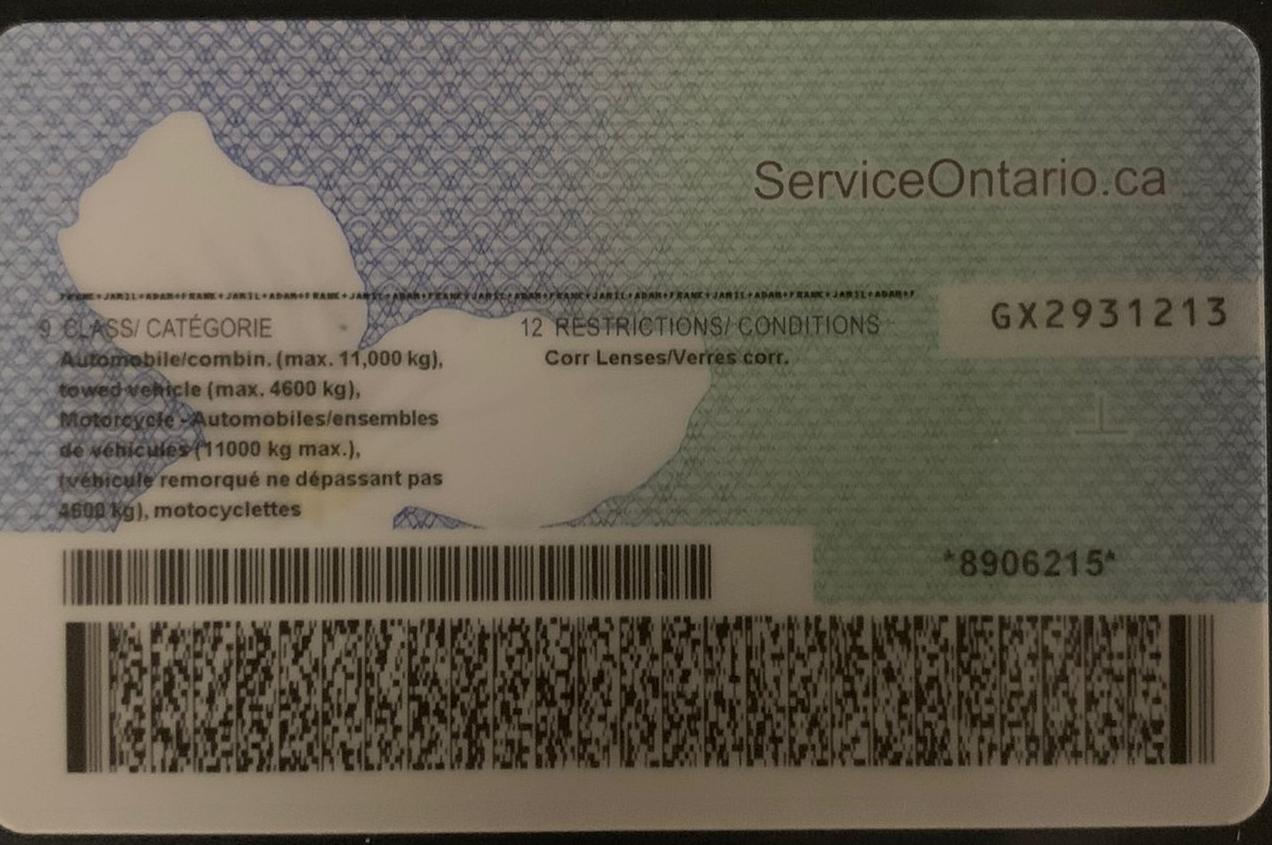 ServiceOntario.ca
FRANK+JAMIL+ADAM+FRANK+JAMIL+ADAM+FRANK+JAMIL+ADAM+FRANK+JAMIL+ADAM+FRANK+JAMIL+ADAM+FRANK+JAMIL+ADAM+FRANK+JAMIL+ADAM+F
GX2931213
9 CLASS/ CATÉGORIE
Automobile/combin. (max. 11,000 kg),
towed vehicle (max. 4600 kg),
Motorcycle - Automobiles/ensembles
de véhicules (11000 kg max.),
(véhicule remorqué ne dépassant pas
4600 kg), motocyclettes
12 RESTRICTIONS/ CONDITIONS
Corr Lenses/Verres corr.
*8906215*